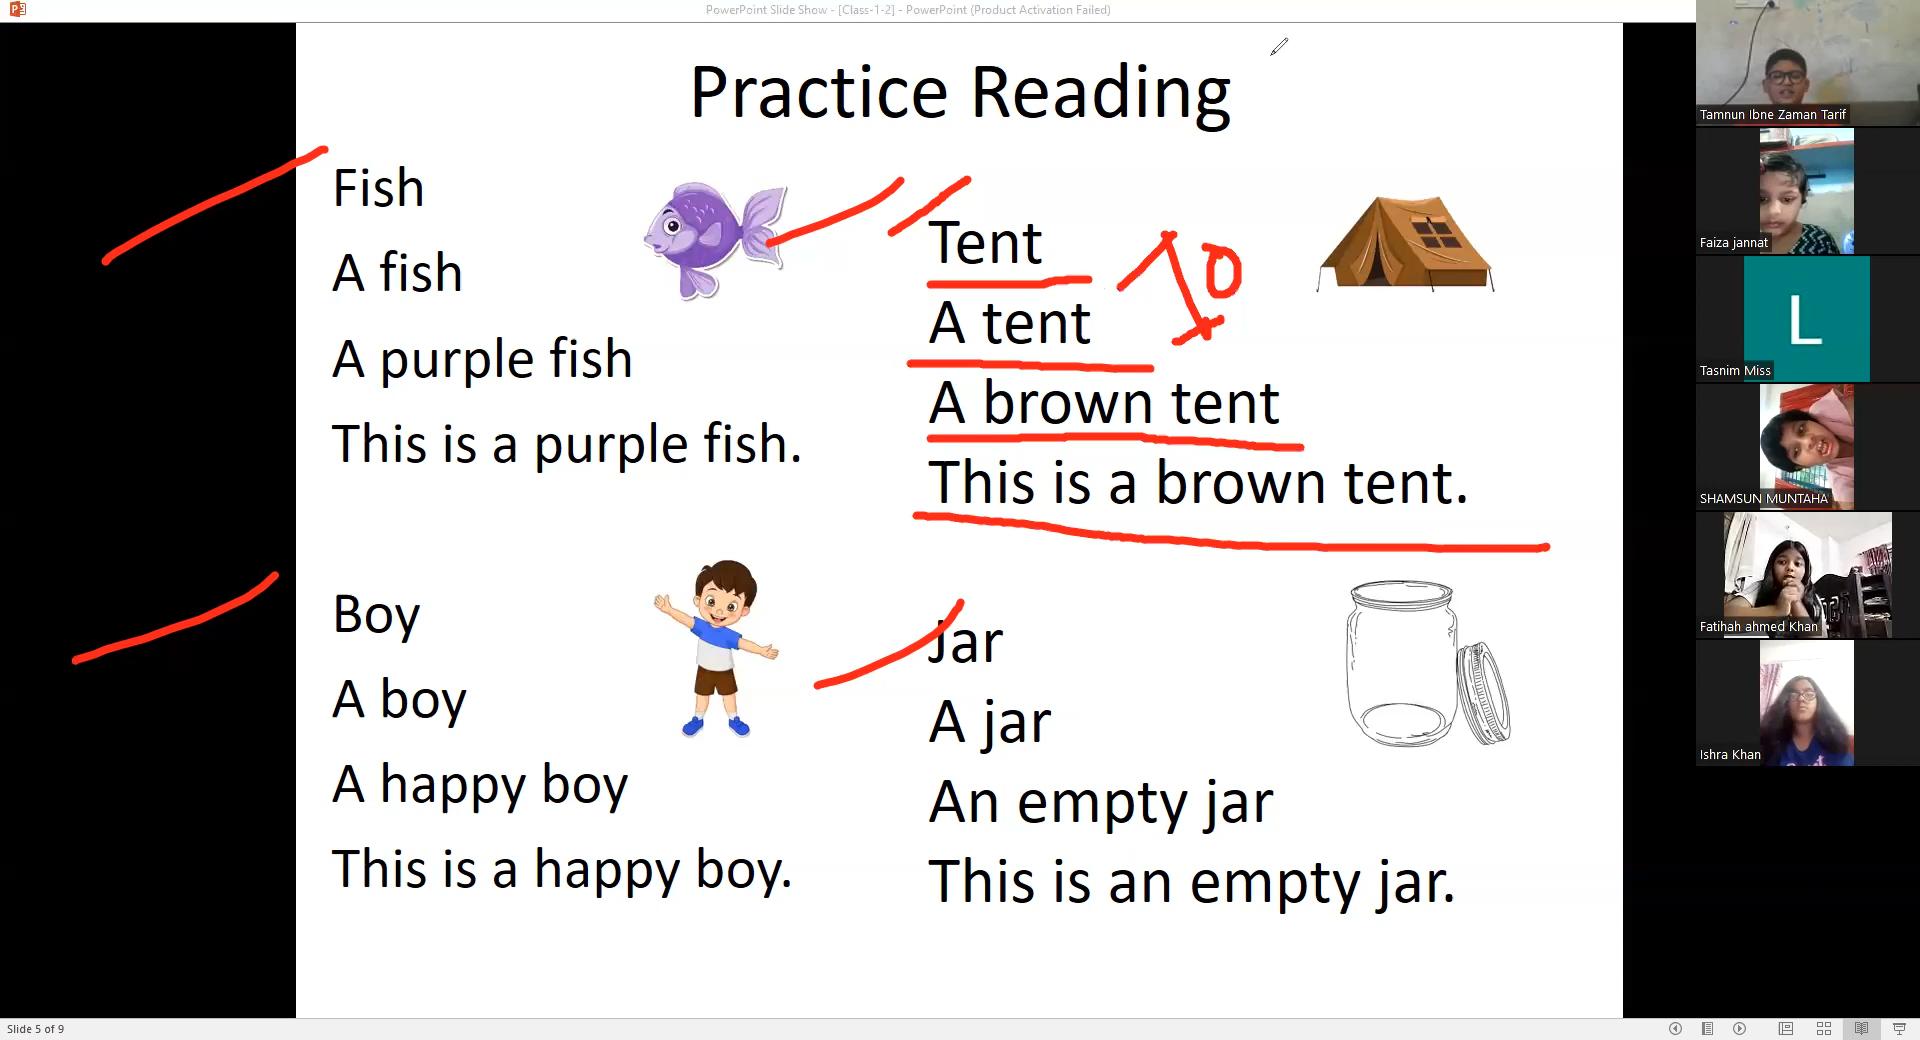 PowerPoint Slide Show - [Class-1-2] - PowerPoint (Product Activation Failed)
Practice Reading
Fish
A fish
A purple fish
This is a purple fish.
Tent
A tent
A brown tent
This is a brown tent.
Boy
A boy
A happy boy
This is a happy boy.
Jar
A jar
An empty jar
This is an empty jar.
Tamnun Ibne Zaman Tarif
Faiza jannat
L
Tasnim Miss
SHAMSUN MUNTAHA
Fatihah ahmed Khan
Ishra Khan
Slide 5 of 9